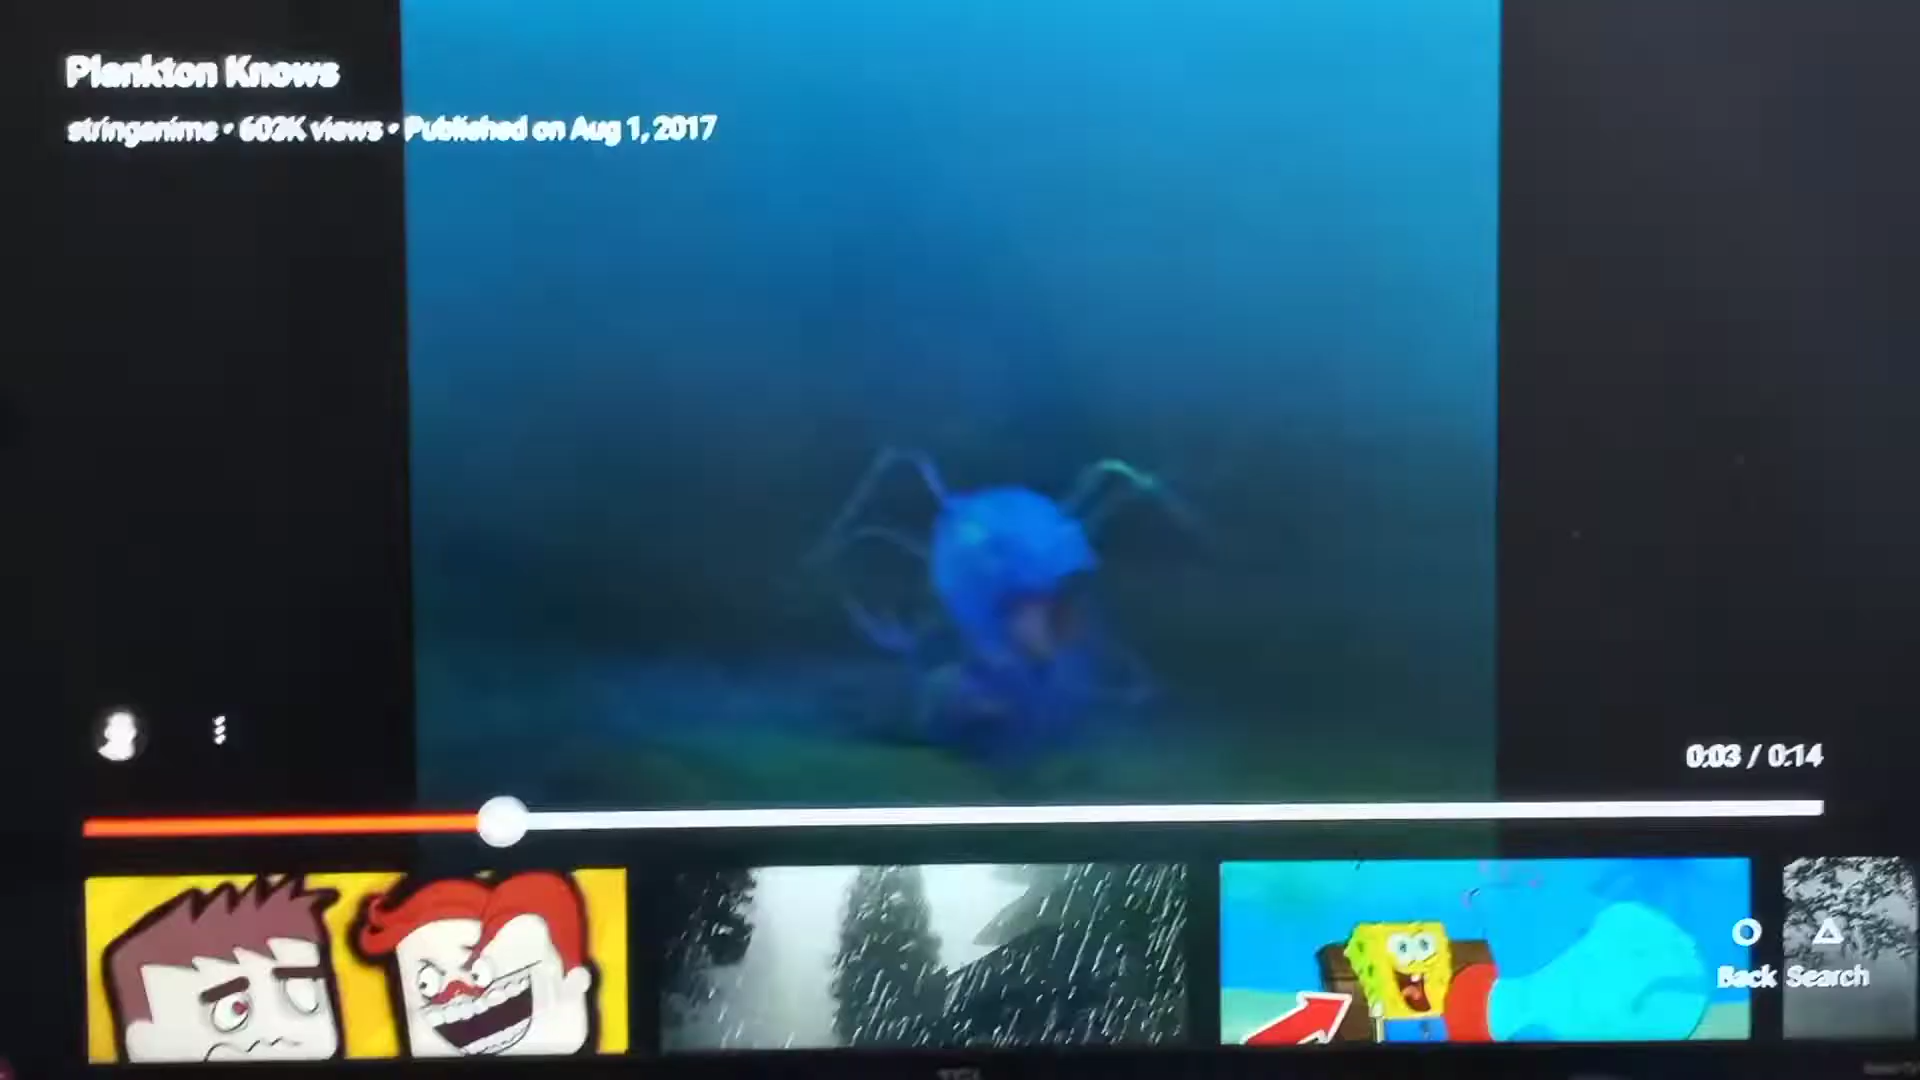 Plankton Knows
stringanime • 602K views • Published on Aug 1, 2017
0:03 / 0:14
Back Search